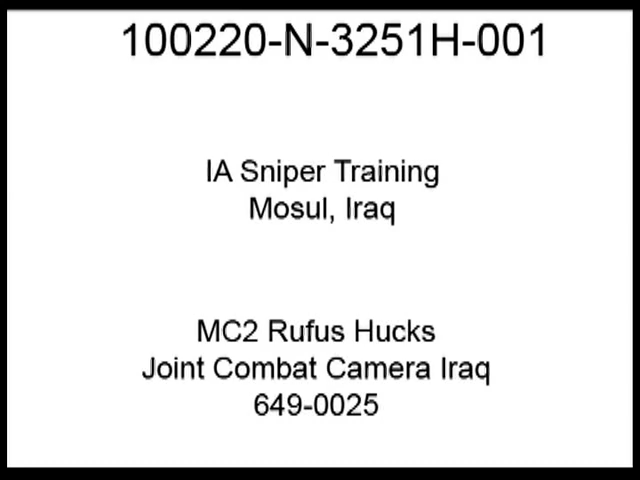 100220-N-3251H-001
IA Sniper Training
Mosul, Iraq
MC2 Rufus Hucks
Joint Combat Camera Iraq
649-0025